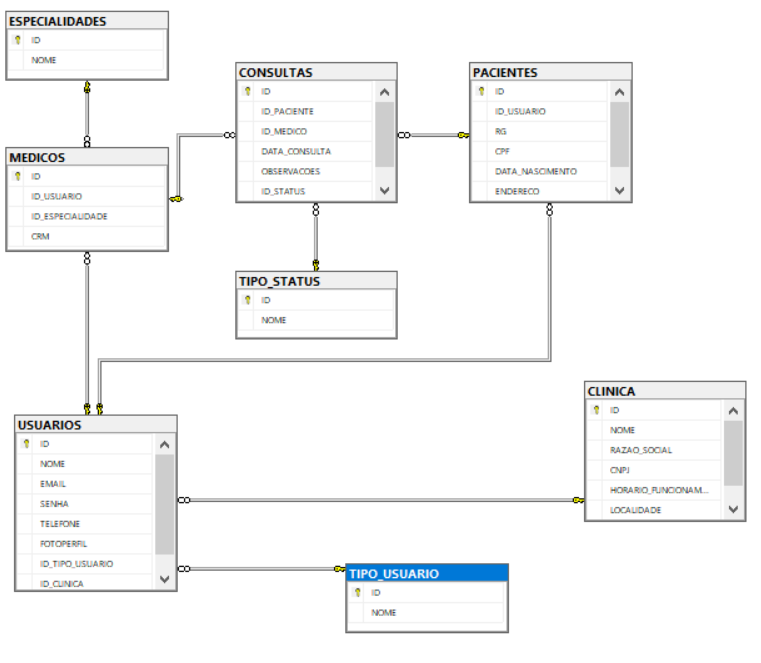 ESPECIALIDADES
ID
NOME
CONSULTAS
ID
ID_PACIENTE
ID_MEDICO
DATA_CONSULTA
OBSERVACOES
ID_STATUS
PACIENTES
ID
ID_USUARIO
RG
CPF
DATA_NASCIMENTO
ENDERECO
MEDICOS
ID
ID_USUARIO
ID_ESPECIALIDADE
CRM
TIPO_STATUS
ID
NOME
CLINICA
ID
NOME
RAZAO_SOCIAL
CNPJ
HORARIO_FUNCIONAM...
LOCALIDADE
USUARIOS
ID
NOME
EMAIL
SENHA
TELEFONE
FOTOPERFIL
ID_TIPO_USUARIO
ID_CLINICA
TIPO_USUARIO
ID
NOME